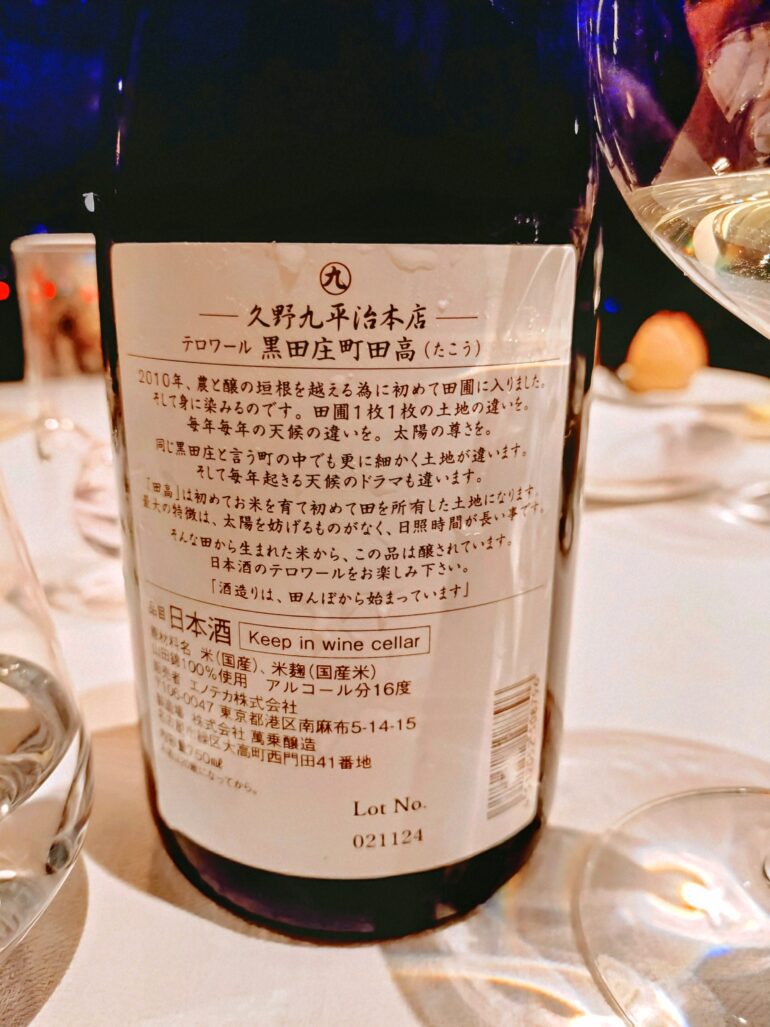 九
久野九平治本店
テロワール 黒田庄町田高(たこう)
2010年、農と醸の垣根を越える為に初めて田圃に入りました。
そして身に染みるのです。田圃1枚1枚の土地の違いを。
毎年毎年の天候の違いを。太陽の尊さを。
同じ黒田庄と言う町の中でも更に細かく土地が違います。
そして毎年起きる天候のドラマも違います。
「田高」は初めてお米を育て初めて田を所有した土地になります。
最大の特徴は、太陽を妨げるものがなく、日照時間が長い事です。
そんな田から生まれた米から、この品は醸されています。
日本酒のテロワールをお楽しみ下さい。
「酒造りは、田んぼから始まっています」
品目 日本酒 Keep in wine cellar
原材料名 米(国産)、米麹(国産米)
山田錦100%使用 アルコール分16度
販売者 エノテカ株式会社
〒106-0047 東京都港区南麻布5-14-15
製造場 株式会社 萬乗醸造
名古屋市緑区大高町西門田41番地
内容量750㎖
になってから。
Lot No.
021124